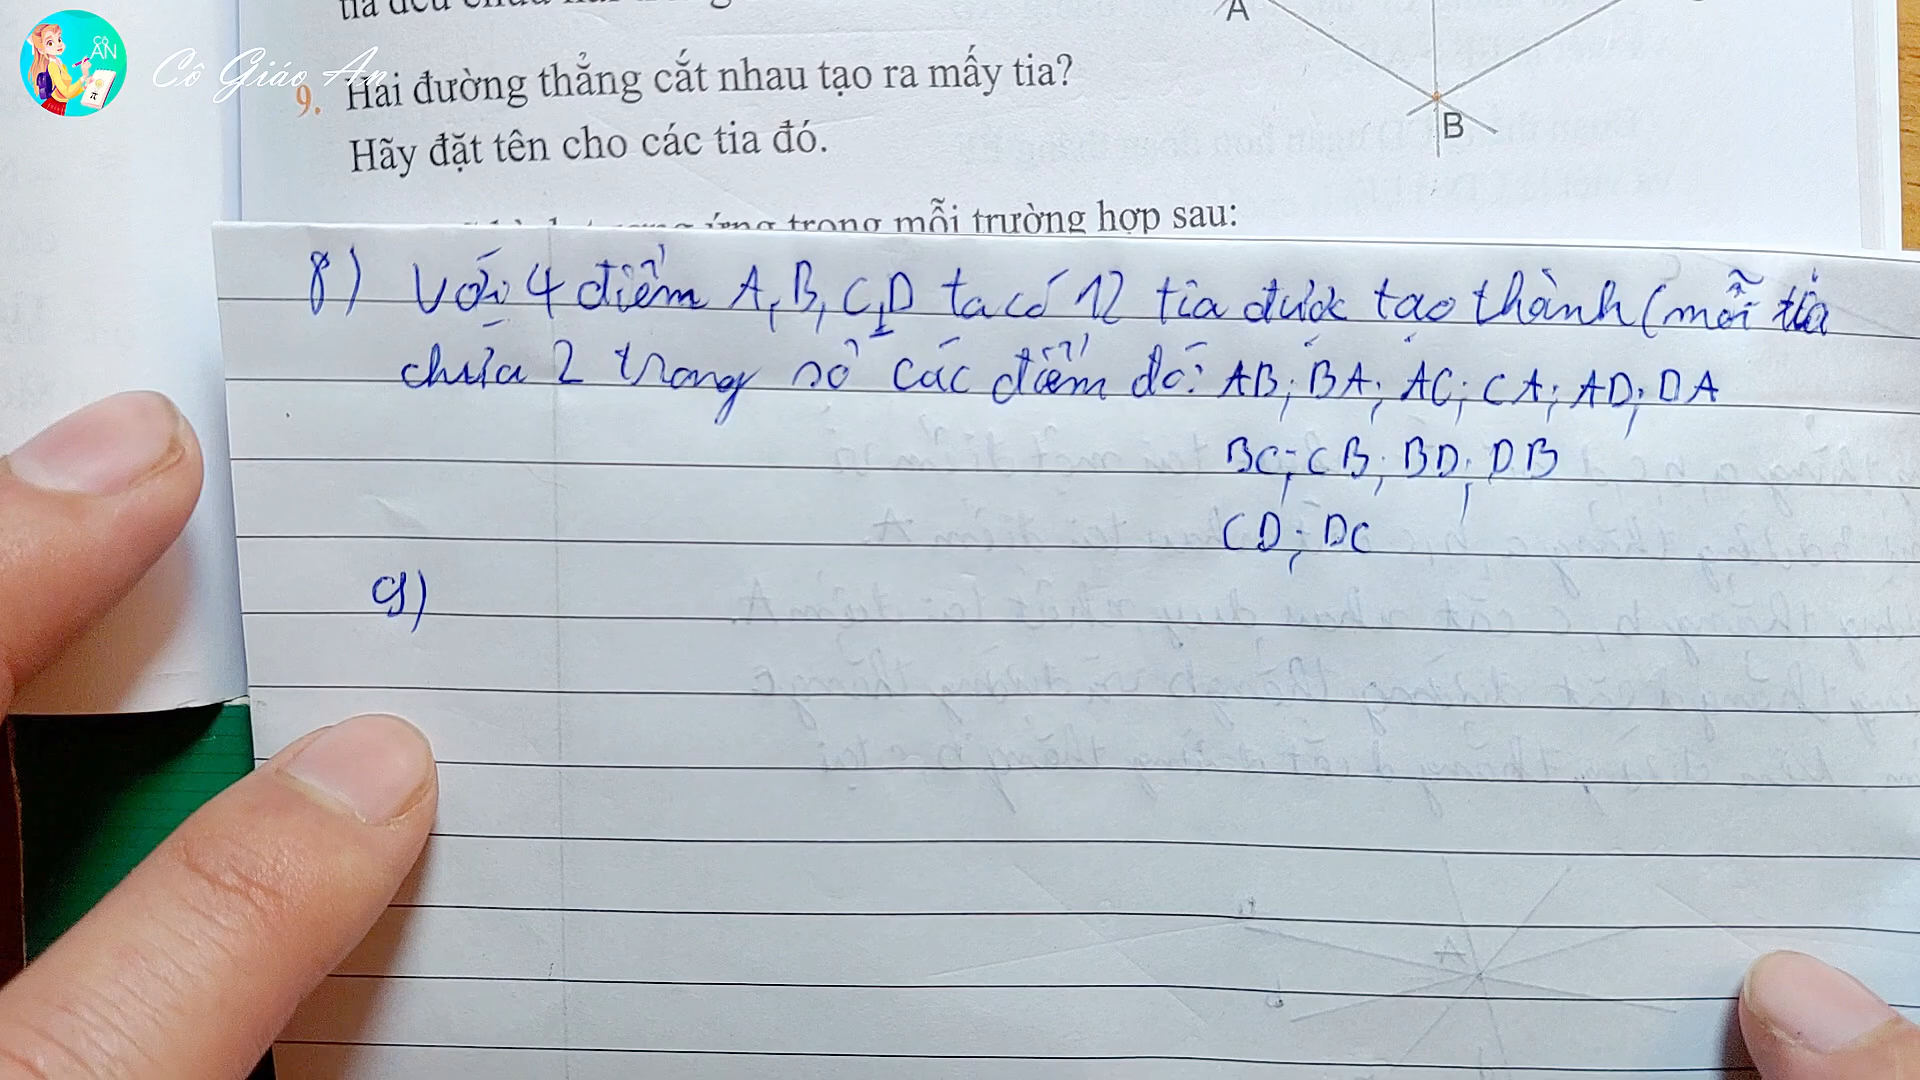 Cô Giáo An
CÔ
AN
A
9. Hai đường thẳng cắt nhau tạo ra mấy tia?
B
Hãy đặt tên cho các tia đó.
trong mỗi trường hợp sau:
8) Với 4 điểm A, B, C, D ta có 12 tia được tạo thành (mỗi tia
chứa 2 trong số các điểm đó: AB; BA; AC; CA; AD; DA
BC; CB; BD; DB
CD; DC
9)
A